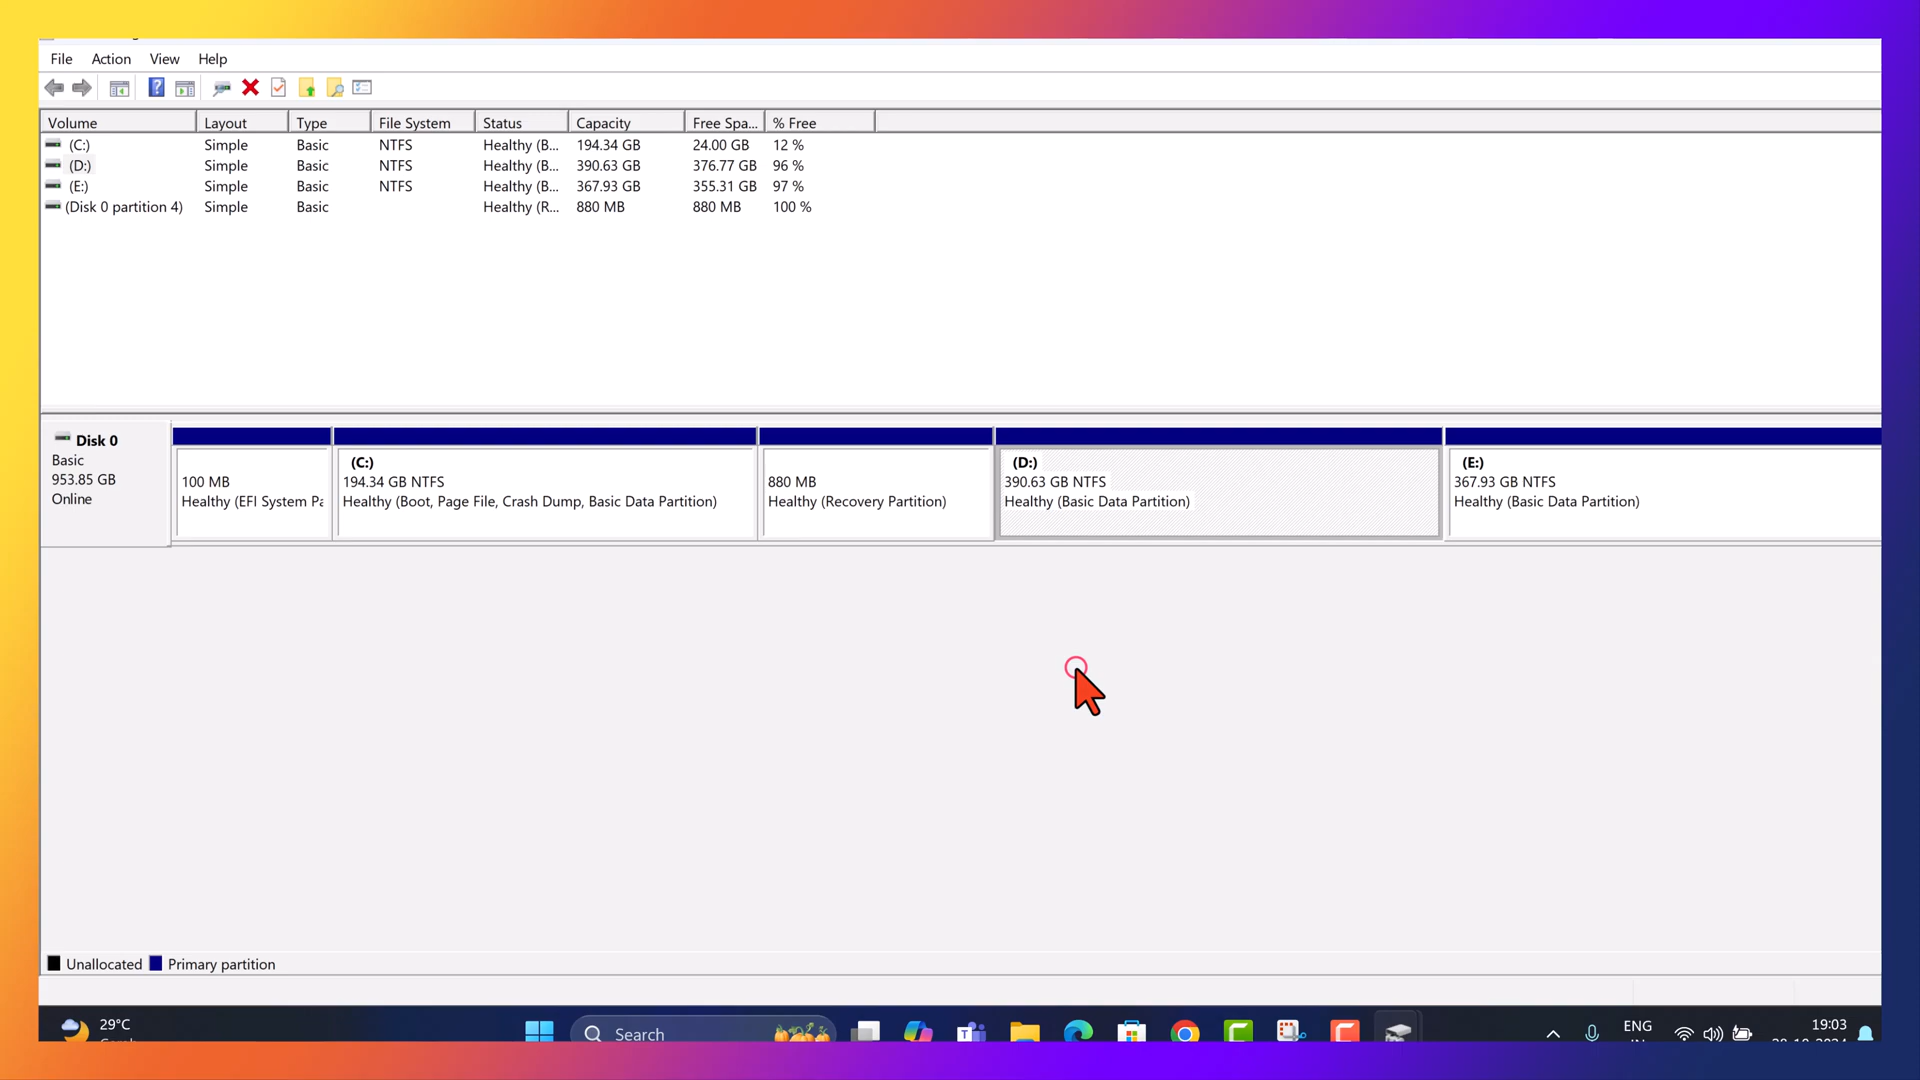 File Action View Help
Volume Layout Type File System Status Capacity Free Spa... % Free
(C:) Simple Basic NTFS Healthy (B... 194.34 GB 24.00 GB 12 %
(D:) Simple Basic NTFS Healthy (B... 390.63 GB 376.77 GB 96 %
(E:) Simple Basic NTFS Healthy (B... 367.93 GB 355.31 GB 97 %
(Disk 0 partition 4) Simple Basic Healthy (R... 880 MB 880 MB 100 %
Disk 0
Basic
953.85 GB
Online
100 MB
Healthy (EFI System Pa
(C:)
194.34 GB NTFS
Healthy (Boot, Page File, Crash Dump, Basic Data Partition)
880 MB
Healthy (Recovery Partition)
(D:)
390.63 GB NTFS
Healthy (Basic Data Partition)
(E:)
367.93 GB NTFS
Healthy (Basic Data Partition)
Unallocated Primary partition
29°C
Search
ENG
19:03